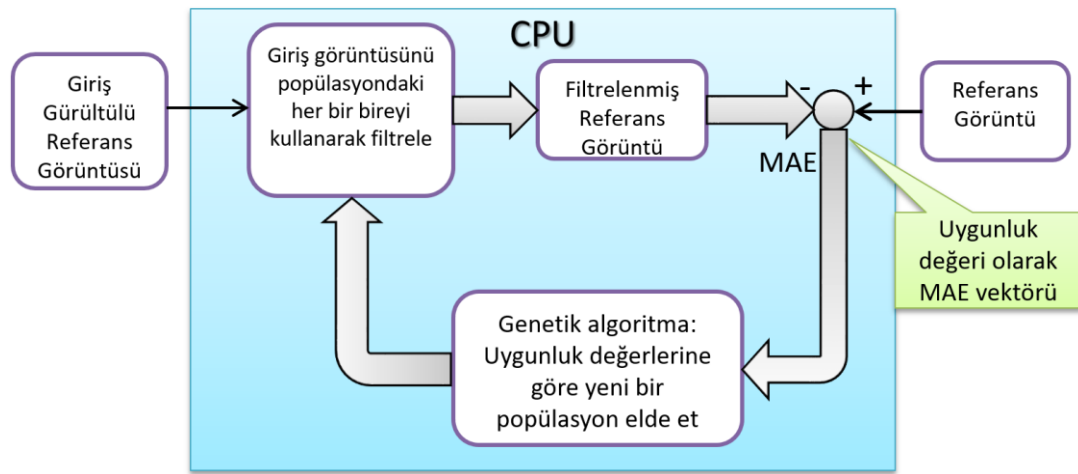 CPU
Giriş
Gürültülü
Referans
Görüntüsü
Giriş görüntüsünü
popülasyondaki
her bir bireyi
kullanarak filtrele
Filtrelenmiş
Referans
Görüntü
-
+
MAE
Referans
Görüntü
Uygunluk
değeri olarak
MAE vektörü
Genetik algoritma:
Uygunluk değerlerine
göre yeni bir
popülasyon elde et